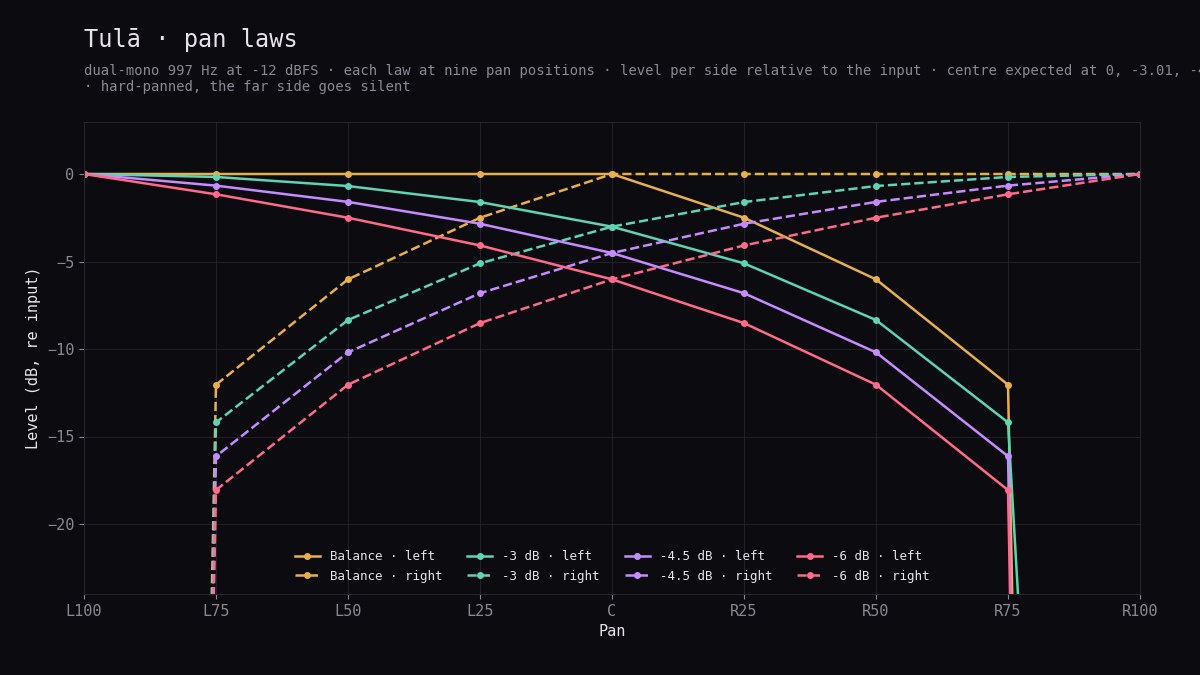 Tulā · pan laws
dual-mono 997 Hz at -12 dBFS · each law at nine pan positions · level per side relative to the input · centre expected at 0, -3.01,
· hard-panned, the far side goes silent
Level (dB, re input)
0
−5
−10
−15
−20
Balance · left
-3 dB · left
-4.5 dB · left
-6 dB · left
Balance · right
-3 dB · right
-4.5 dB · right
-6 dB · right
L100
L75
L50
L25
C
R25
R50
R75
R100
Pan